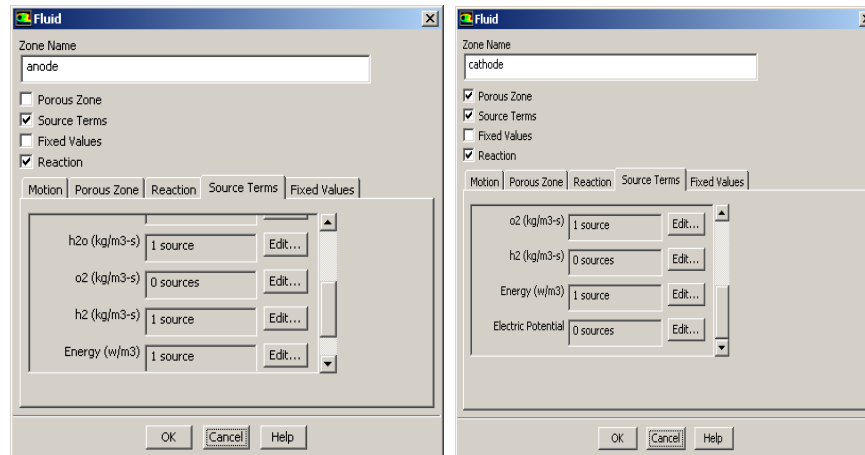 Fluid
Zone Name
anode
Porous Zone
Source Terms
Fixed Values
Reaction
Motion Porous Zone Reaction Source Terms Fixed Values
h2o (kg/m3-s) 1 source Edit...
o2 (kg/m3-s) 0 sources Edit...
h2 (kg/m3-s) 1 source Edit...
Energy (w/m3) 1 source Edit...
OK Cancel Help
Fluid
Zone Name
cathode
Porous Zone
Source Terms
Fixed Values
Reaction
Motion Porous Zone Reaction Source Terms Fixed Values
o2 (kg/m3-s) 1 source Edit...
h2 (kg/m3-s) 0 sources Edit...
Energy (w/m3) 1 source Edit...
Electric Potential 0 sources Edit...
OK Cancel Help